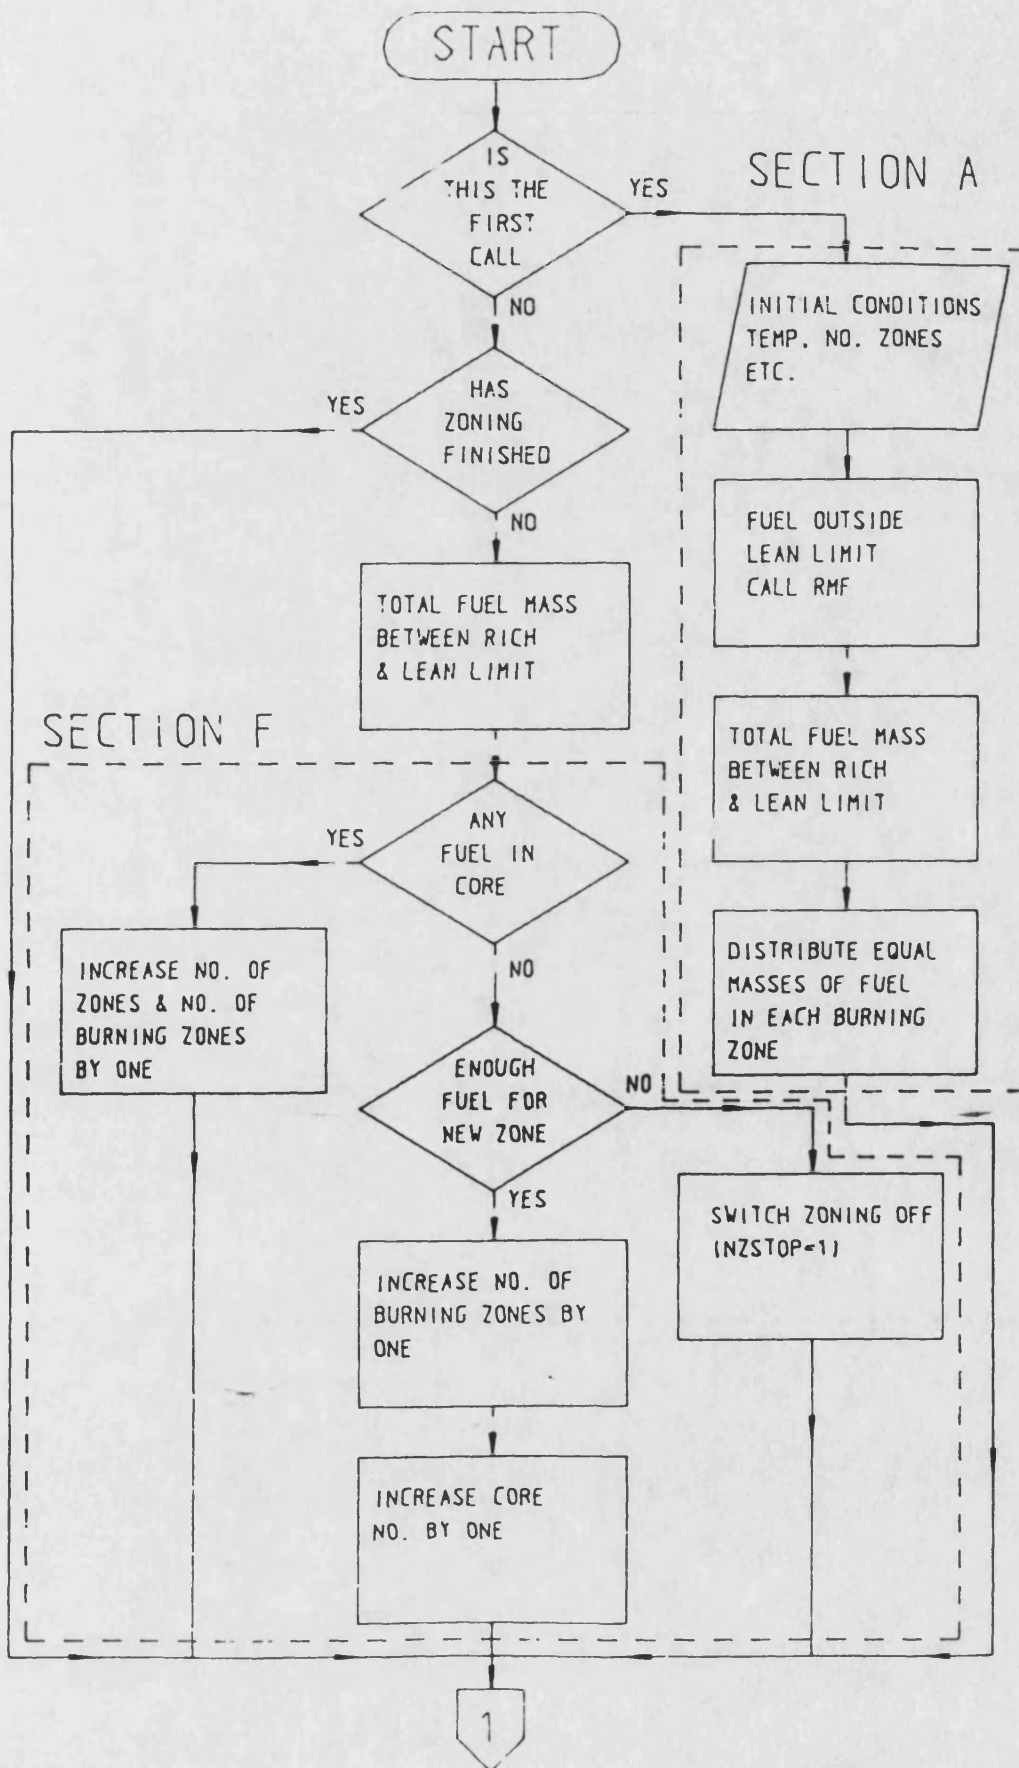 START
IS
THIS THE
FIRST
CALL
YES
SECTION A
NO
INITIAL CONDITIONS
TEMP. NO. ZONES
ETC.
HAS
ZONING
FINISHED
YES
NO
FUEL OUTSIDE
LEAN LIMIT
CALL RMF
TOTAL FUEL MASS
BETWEEN RICH
& LEAN LIMIT
SECTION F
TOTAL FUEL MASS
BETWEEN RICH
& LEAN LIMIT
ANY
FUEL IN
CORE
YES
NO
INCREASE NO. OF
ZONES & NO. OF
BURNING ZONES
BY ONE
DISTRIBUTE EQUAL
MASSES OF FUEL
IN EACH BURNING
ZONE
ENOUGH
FUEL FOR
NEW ZONE
NO
YES
SWITCH ZONING OFF
(NZSTOP=1)
INCREASE NO. OF
BURNING ZONES BY
ONE
INCREASE CORE
NO. BY ONE
1